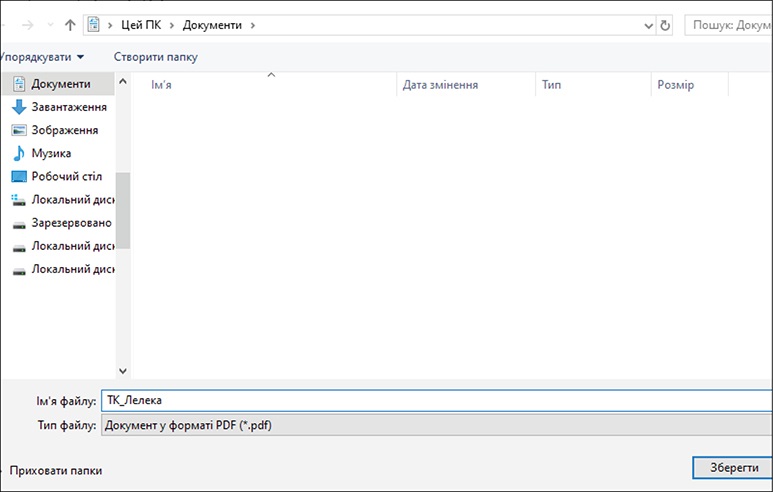 Цей ПК Документи Пошук: Докум
Упорядкувати Створити папку
Ім'я Дата змінення Тип Розмір
Документи
Завантаження
Зображення
Музика
Робочий стіл
Локальний диск
Зарезервовано
Локальний диск
Локальний диск
Ім'я файлу: ТК_Лелека
Тип файлу: Документ у форматі PDF (*.pdf)
Приховати папки Зберегти